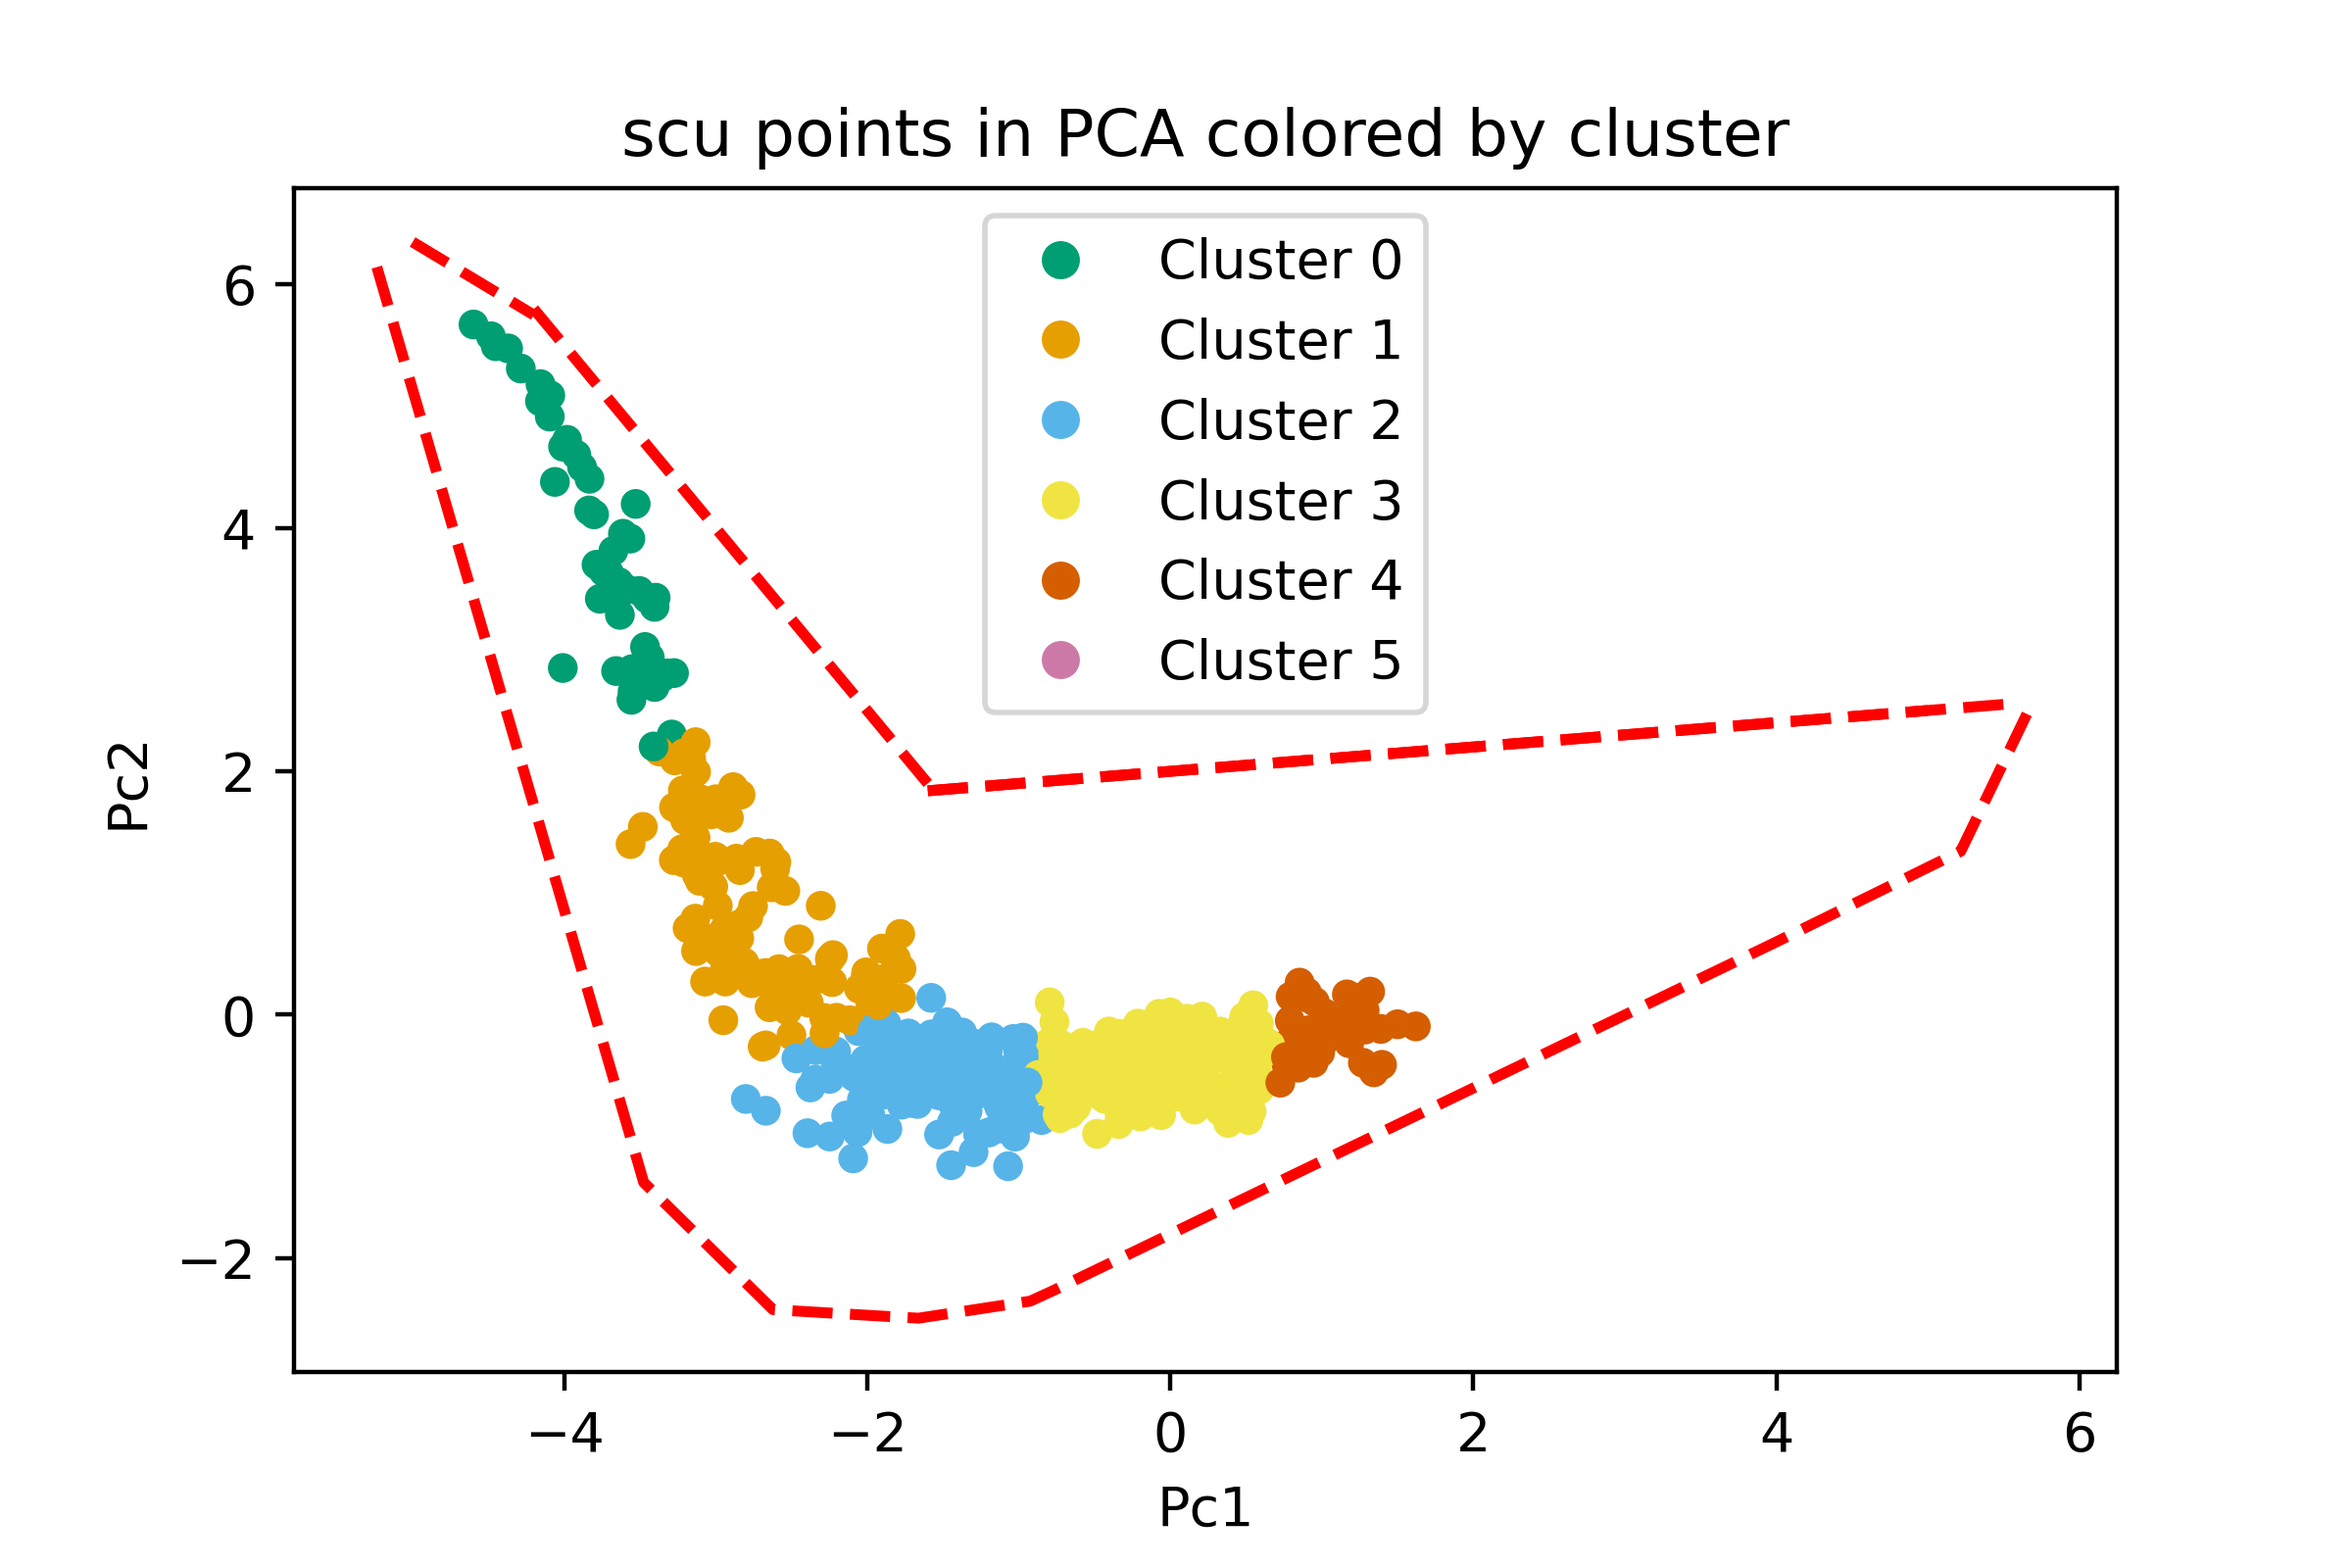 scu points in PCA colored by cluster
Cluster 0
Cluster 1
Cluster 2
Cluster 3
Cluster 4
Cluster 5
6
4
2
0
−2
Pc2
−4 −2 0 2 4 6
Pc1